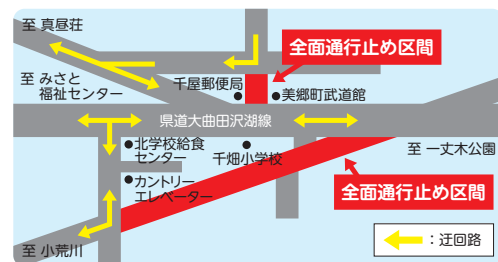 至 真昼荘
全面通行止め区間
至 みさと
福祉センター
千屋郵便局
美郷町武道館
県道大曲田沢湖線
北学校給食
センター
千畑小学校
至 一丈木公園
カントリー
エレベーター
全面通行止め区間
至 小荒川
：迂回路